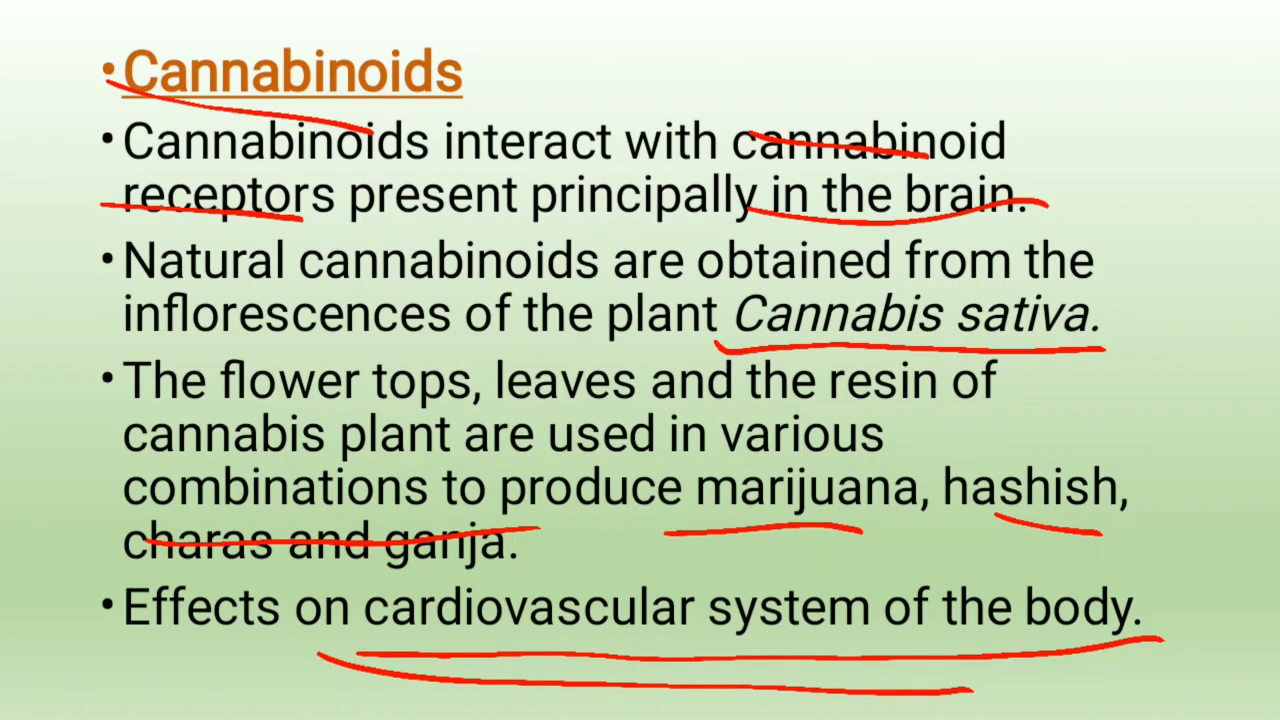 •Cannabinoids
•Cannabinoids interact with cannabinoid
receptors present principally in the brain.
•Natural cannabinoids are obtained from the
inflorescences of the plant Cannabis sativa.
•The flower tops, leaves and the resin of
cannabis plant are used in various
combinations to produce marijuana, hashish,
charas and ganja.
•Effects on cardiovascular system of the body.